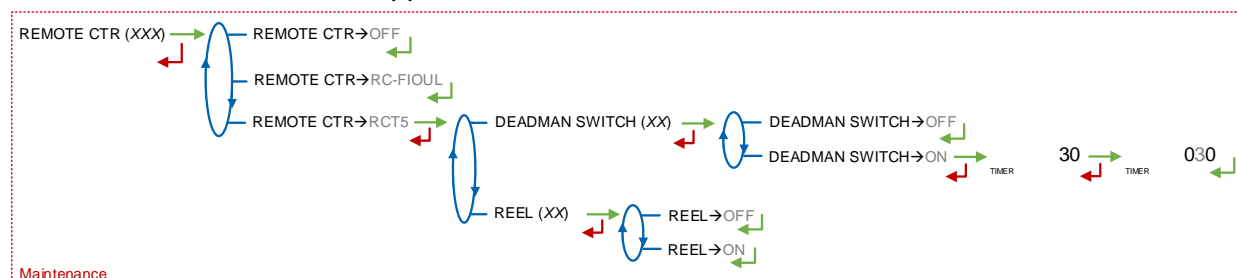 REMOTE CTR (XXX)
REMOTE CTR→OFF
REMOTE CTR→RC-FIOUL
REMOTE CTR→RCT5
DEADMAN SWITCH (XX)
DEADMAN SWITCH→OFF
DEADMAN SWITCH→ON
TIMER 30
TIMER 030
REEL (XX)
REEL→OFF
REEL→ON
Maintenance